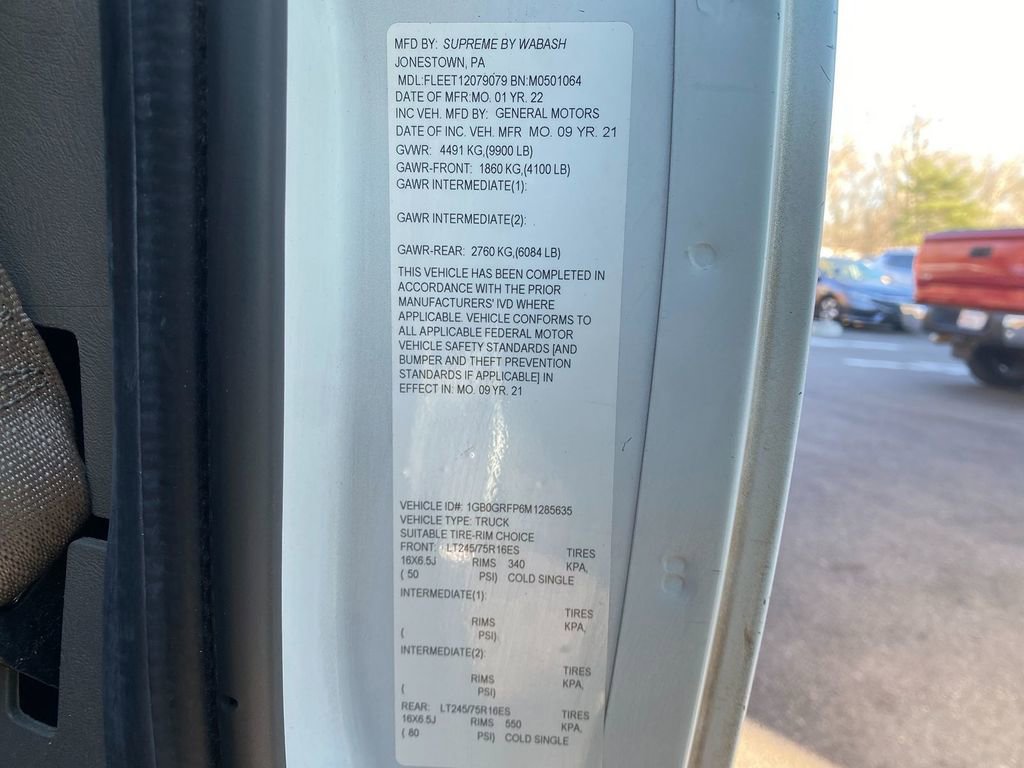 MFD BY: SUPREME BY WABASH
JONESTOWN, PA
MDL:FLEET12079079 BN:M0501064
DATE OF MFR:MO. 01 YR. 22
INC VEH. MFD BY: GENERAL MOTORS
DATE OF INC. VEH. MFR MO. 09 YR. 21
GVWR: 4491 KG,(9900 LB)
GAWR-FRONT: 1860 KG,(4100 LB)
GAWR INTERMEDIATE(1):
GAWR INTERMEDIATE(2):
GAWR-REAR: 2760 KG,(6084 LB)
THIS VEHICLE HAS BEEN COMPLETED IN
ACCORDANCE WITH THE PRIOR
MANUFACTURERS' IVD WHERE
APPLICABLE. VEHICLE CONFORMS TO
ALL APPLICABLE FEDERAL MOTOR
VEHICLE SAFETY STANDARDS [AND
BUMPER AND THEFT PREVENTION
STANDARDS IF APPLICABLE] IN
EFFECT IN: MO. 09 YR. 21
VEHICLE ID#: 1GB0GRFP6M1285635
VEHICLE TYPE: TRUCK
SUITABLE TIRE-RIM CHOICE
FRONT: LT245/75R16ES TIRES
16X6.5J RIMS 340 KPA,
( 50 PSI) COLD SINGLE
INTERMEDIATE(1):
TIRES
RIMS KPA,
( PSI)
INTERMEDIATE(2):
TIRES
RIMS KPA,
( PSI)
REAR: LT245/75R16ES TIRES
16X6.5J RIMS 550 KPA,
( 80 PSI) COLD SINGLE